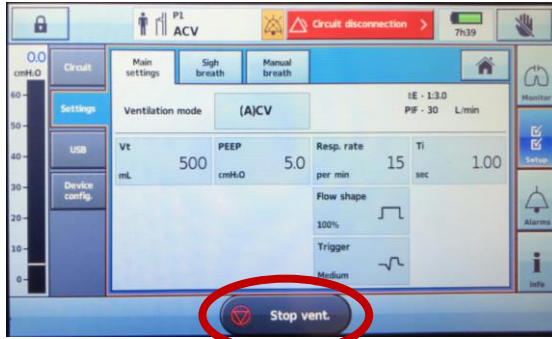 P1
ACV
Circuit disconnection
7h39
0.0
cmH₂O
Circuit
Main settings
Sigh breath
Manual breath
Monitor
60
Settings
Ventilation mode
(A)CV
I:E - 1:3.0
PIF - 30 L/min
50
40
USB
Vt
500
mL
PEEP
5.0
cmH₂O
Resp. rate
15
per min
Ti
1.00
sec
Setup
30
Device config.
Flow shape
100%
20
Alarms
10
Trigger
Medium
0
Info
Stop vent.